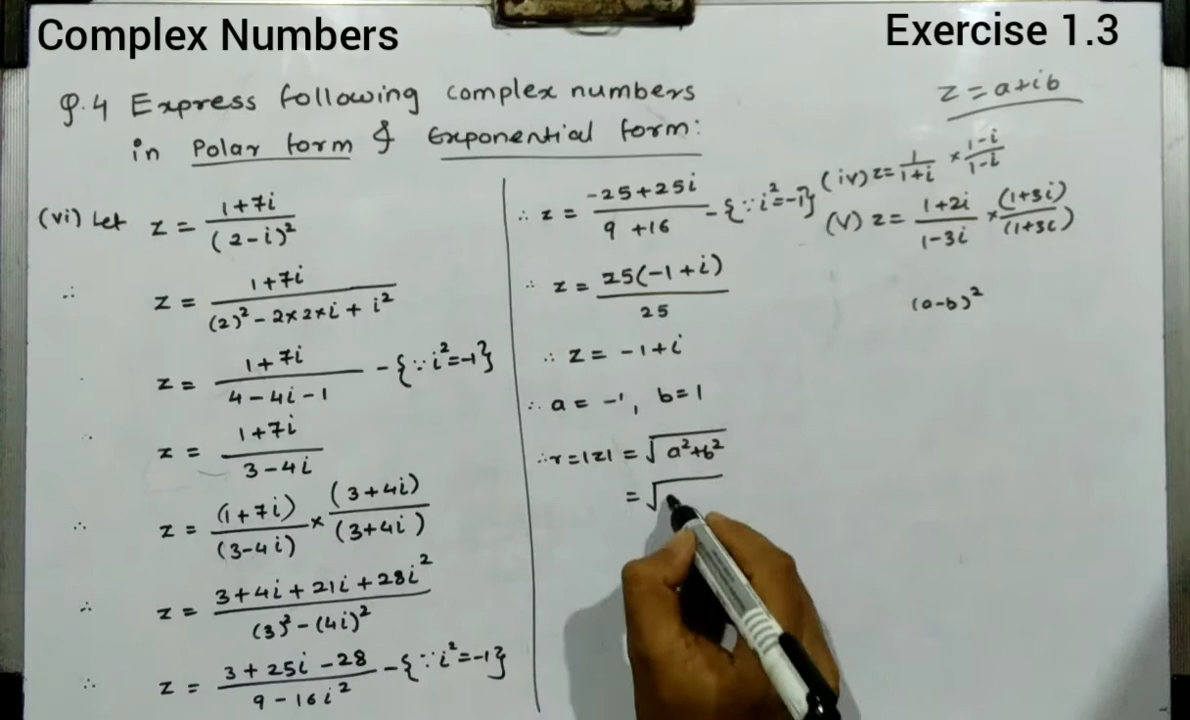 Complex Numbers
Exercise 1.3
Q.4 Express following complex numbers
in Polar form & Exponential form:
z = a+ib
(vi) Let z = (1+7i)/(2-i)²
∴ z = (1+7i)/((2)² - 2×2×i + i²)
z = (1+7i)/(4-4i-1) - {∵ i²=-1}
z = (1+7i)/(3-4i)
∴ z = (1+7i)/(3-4i) × (3+4i)/(3+4i)
∴ z = (3+4i+21i+28i²)/((3)²-(4i)²)
∴ z = (3+25i-28)/(9-16i²) - {∵ i²=-1}
∴ z = (-25+25i)/(9+16) - {∵ i²=-1}
∴ z = 25(-1+i)/25
∴ z = -1+i
∴ a = -1, b=1
∴ r=|z| = √(a²+b²)
= √
(iv) z = 1/(1+i) × (1-i)/(1-i)
(V) z = (1+2i)/(1-3i) × (1+3i)/(1+3i)
(a-b)²